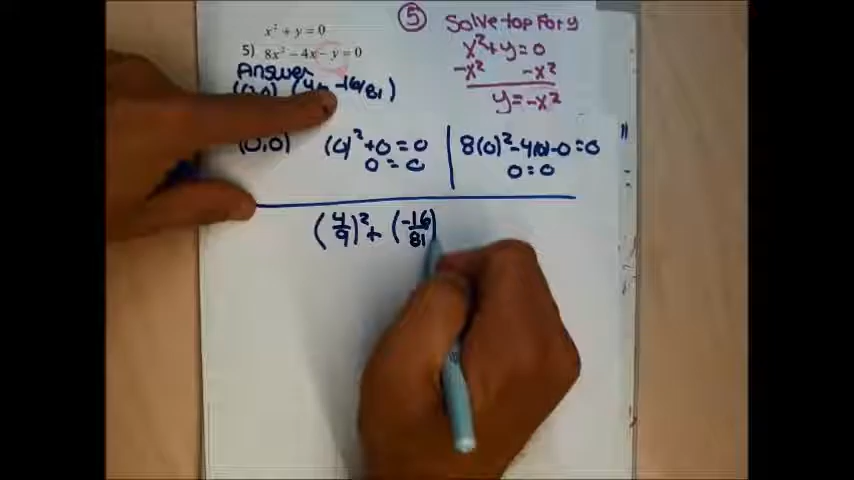 x² + y = 0
5) 8x² − 4x − y = 0
Answer
(0,0) (4/ -16/81)
(0,0) (0)² + 0 = 0
0 = 0
8(0)² - 4(0) - 0 = 0
0 = 0
(4/9)² + (-16/81)
⑤ Solve top for y
x² + y = 0
-x² -x²
y = -x²